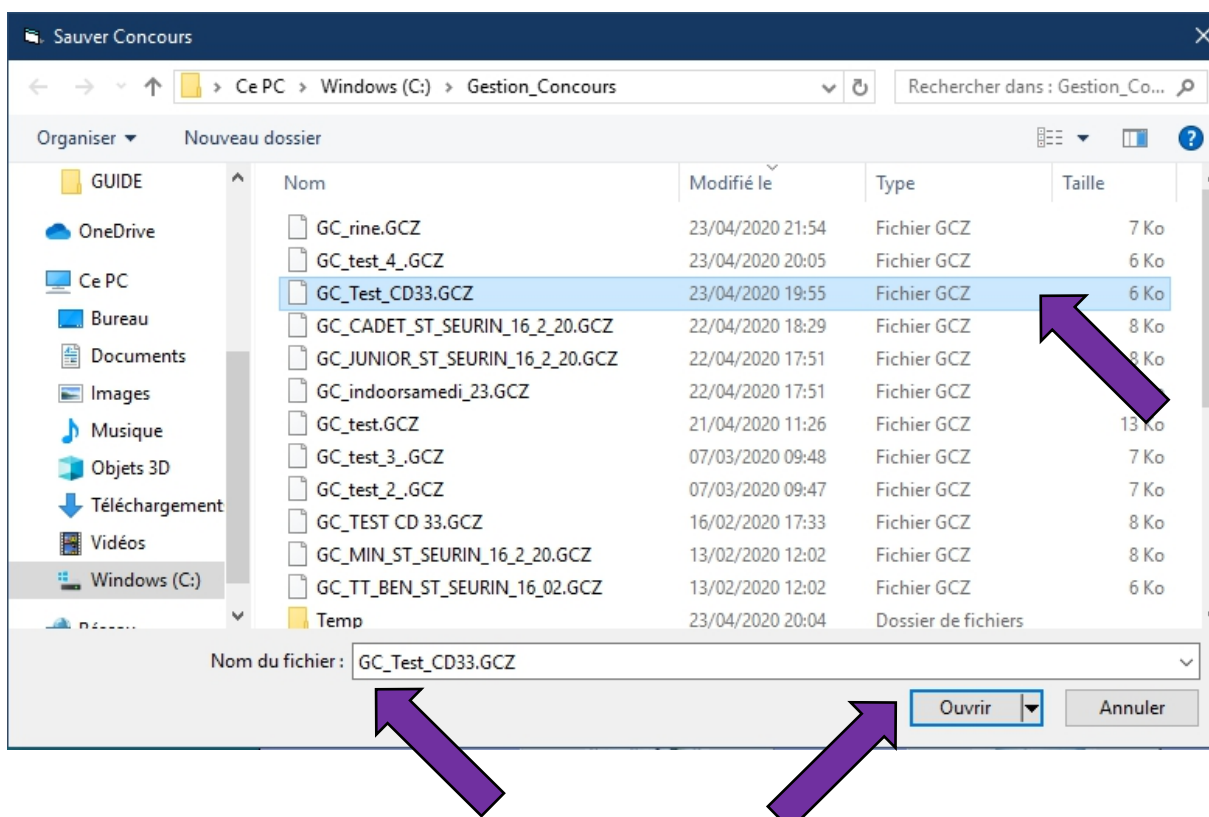 Sauver Concours
Ce PC > Windows (C:) > Gestion_Concours
Rechercher dans : Gestion_Co...
Organiser Nouveau dossier
?
GUIDE
OneDrive
Ce PC
Bureau
Documents
Images
Musique
Objets 3D
Téléchargement
Vidéos
Windows (C:)
Nom Modifié le Type Taille
GC_rine.GCZ 23/04/2020 21:54 Fichier GCZ 7 Ko
GC_test_4_.GCZ 23/04/2020 20:05 Fichier GCZ 6 Ko
GC_Test_CD33.GCZ 23/04/2020 19:55 Fichier GCZ 6 Ko
GC_CADET_ST_SEURIN_16_2_20.GCZ 22/04/2020 18:29 Fichier GCZ 8 Ko
GC_JUNIOR_ST_SEURIN_16_2_20.GCZ 22/04/2020 17:51 Fichier GCZ 8 Ko
GC_indoorsamedi_23.GCZ 22/04/2020 17:51 Fichier GCZ
GC_test.GCZ 21/04/2020 11:26 Fichier GCZ 13 Ko
GC_test_3_.GCZ 07/03/2020 09:48 Fichier GCZ 7 Ko
GC_test_2_.GCZ 07/03/2020 09:47 Fichier GCZ 7 Ko
GC_TEST CD 33.GCZ 16/02/2020 17:33 Fichier GCZ 8 Ko
GC_MIN_ST_SEURIN_16_2_20.GCZ 13/02/2020 12:02 Fichier GCZ 8 Ko
GC_TT_BEN_ST_SEURIN_16_02.GCZ 13/02/2020 12:02 Fichier GCZ 6 Ko
Temp 23/04/2020 20:04 Dossier de fichiers
Nom du fichier : GC_Test_CD33.GCZ
Ouvrir Annuler